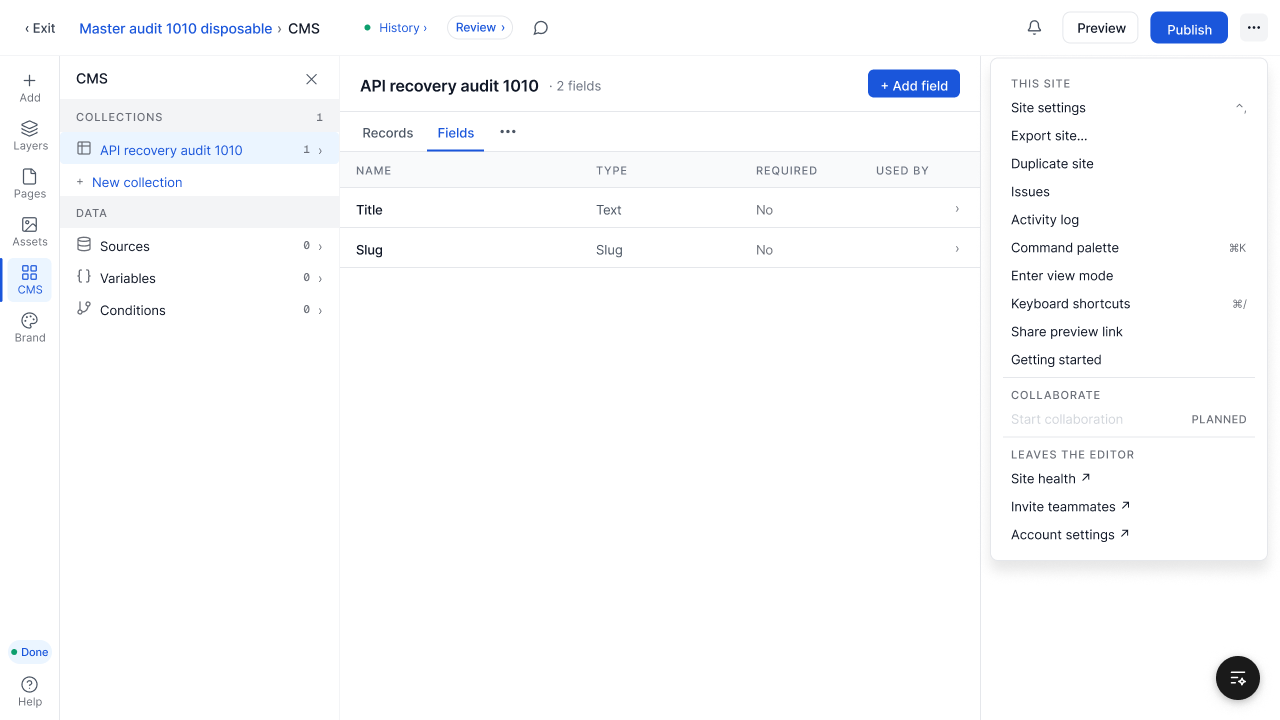 ‹ Exit
Master audit 1010 disposable › CMS
History ›
Review ›
Preview
Publish
Add
Layers
Pages
Assets
CMS
Brand
Done
Help
CMS
COLLECTIONS 1
API recovery audit 1010 1 ›
+ New collection
DATA
Sources 0 ›
Variables 0 ›
Conditions 0 ›
API recovery audit 1010 · 2 fields
+ Add field
Records Fields •••
NAME TYPE REQUIRED USED BY
Title Text No ›
Slug Slug No ›
THIS SITE
Site settings ⌃,
Export site...
Duplicate site
Issues
Activity log
Command palette ⌘K
Enter view mode
Keyboard shortcuts ⌘/
Share preview link
Getting started
COLLABORATE
Start collaboration PLANNED
LEAVES THE EDITOR
Site health ↗
Invite teammates ↗
Account settings ↗